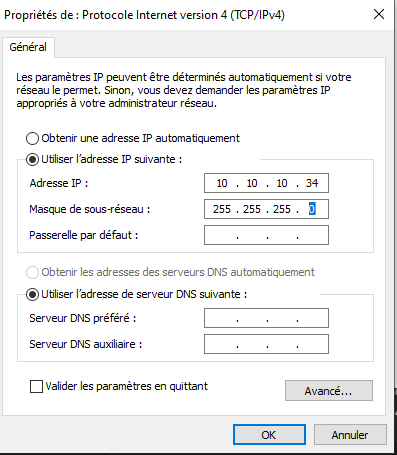 Propriétés de : Protocole Internet version 4 (TCP/IPv4)
Général
Les paramètres IP peuvent être déterminés automatiquement si votre
réseau le permet. Sinon, vous devez demander les paramètres IP
appropriés à votre administrateur réseau.
Obtenir une adresse IP automatiquement
Utiliser l'adresse IP suivante :
Adresse IP : 10 . 10 . 10 . 34
Masque de sous-réseau : 255 . 255 . 255 . 0
Passerelle par défaut : . . .
Obtenir les adresses des serveurs DNS automatiquement
Utiliser l'adresse de serveur DNS suivante :
Serveur DNS préféré : . . .
Serveur DNS auxiliaire : . . .
Valider les paramètres en quittant
Avancé...
OK Annuler